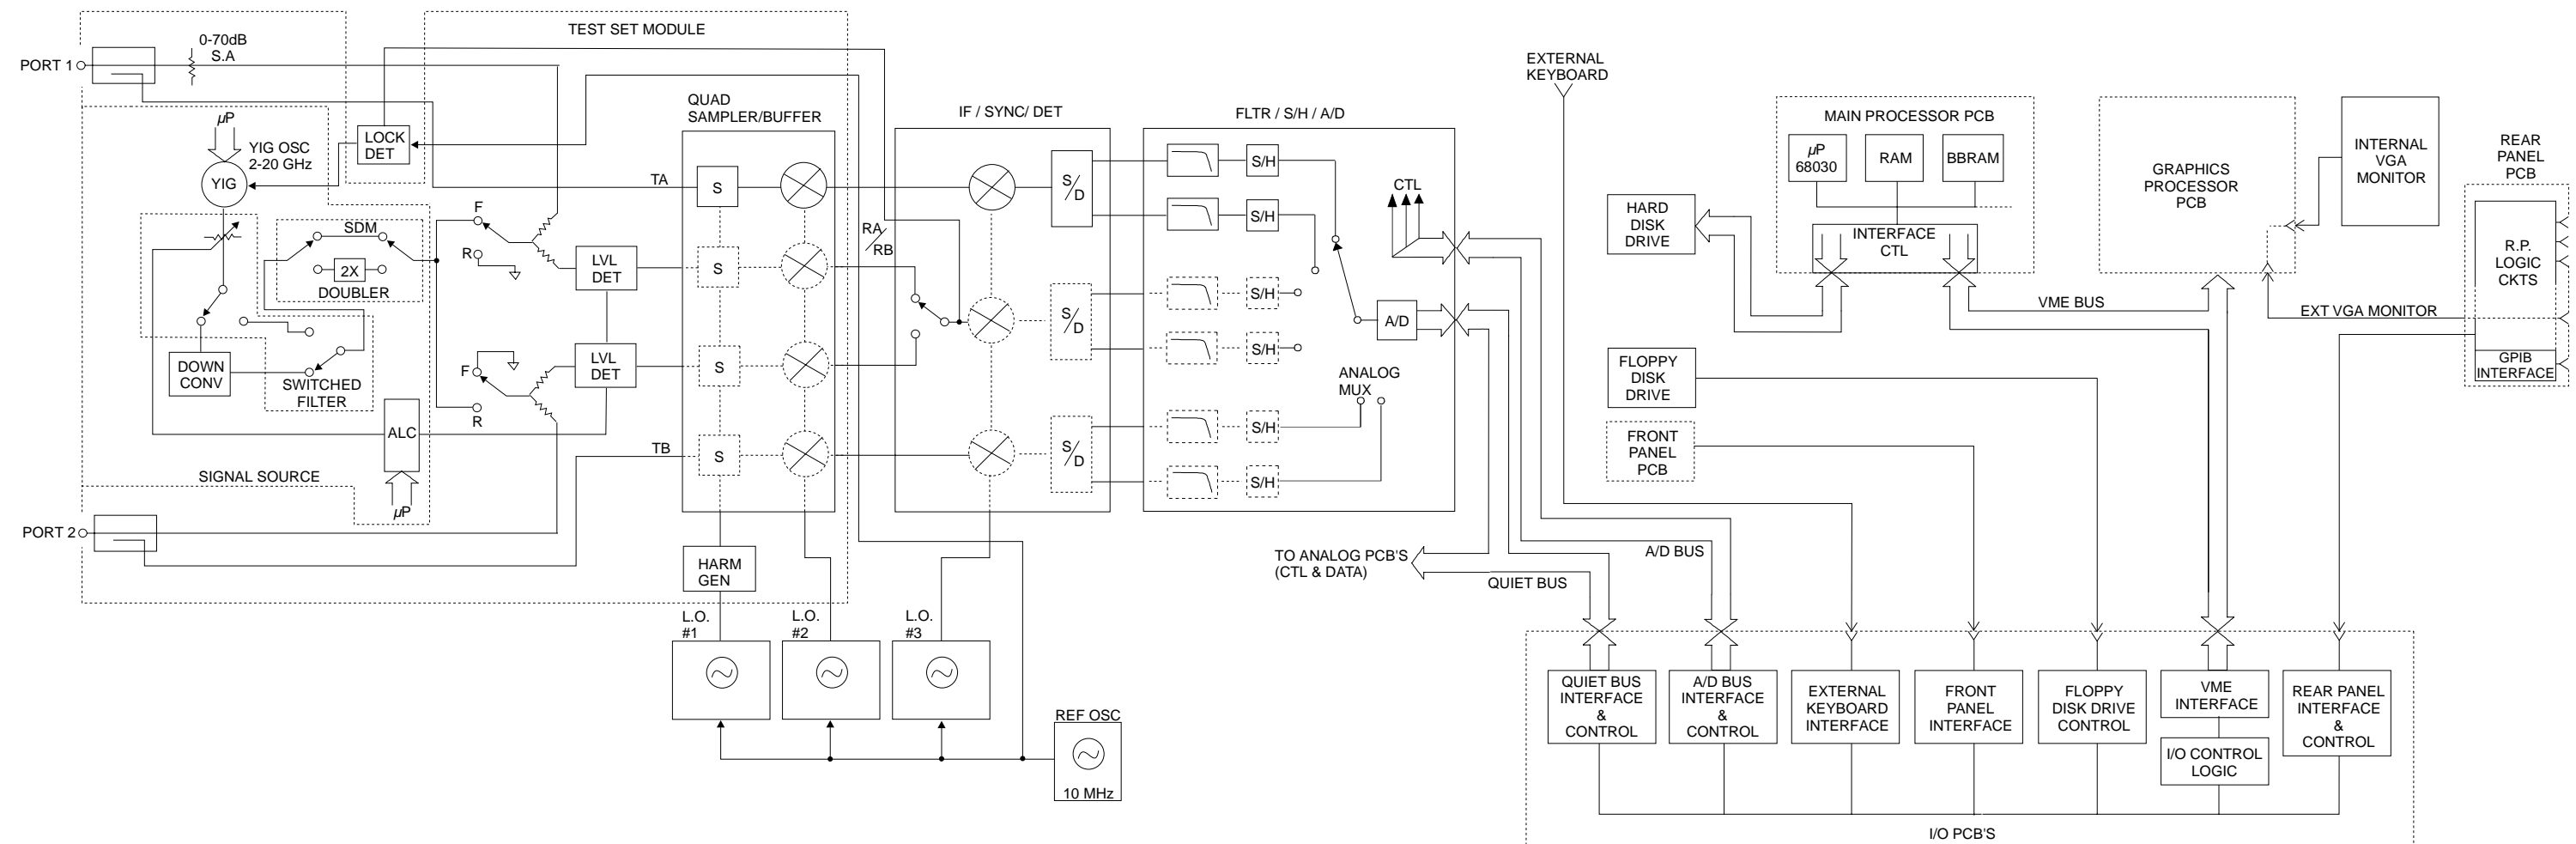 TEST SET MODULE
0-70dB
S.A
PORT 1
µP
YIG OSC
2-20 GHz
YIG
LOCK
DET
SDM
2X
DOUBLER
DOWN
CONV
SWITCHED
FILTER
ALC
µP
SIGNAL SOURCE
PORT 2
F
R
F
R
LVL
DET
LVL
DET
QUAD
SAMPLER/BUFFER
TA
S
S
S
TB
S
RA
RB
HARM
GEN
L.O.
#1
L.O.
#2
L.O.
#3
REF OSC
10 MHz
IF / SYNC/ DET
S/D
S/D
S/D
FLTR / S/H / A/D
S/H
S/H
S/H
S/H
S/H
S/H
CTL
A/D
ANALOG
MUX
TO ANALOG PCB'S
(CTL & DATA)
QUIET BUS
A/D BUS
EXTERNAL
KEYBOARD
HARD
DISK
DRIVE
FLOPPY
DISK
DRIVE
FRONT
PANEL
PCB
MAIN PROCESSOR PCB
µP
68030
RAM
BBRAM
INTERFACE
CTL
VME BUS
GRAPHICS
PROCESSOR
PCB
INTERNAL
VGA
MONITOR
EXT VGA MONITOR
REAR
PANEL
PCB
R.P.
LOGIC
CKTS
GPIB
INTERFACE
QUIET BUS
INTERFACE
&
CONTROL
A/D BUS
INTERFACE
&
CONTROL
EXTERNAL
KEYBOARD
INTERFACE
FRONT
PANEL
INTERFACE
FLOPPY
DISK DRIVE
CONTROL
VME
INTERFACE
I/O CONTROL
LOGIC
REAR PANEL
INTERFACE
&
CONTROL
I/O PCB'S